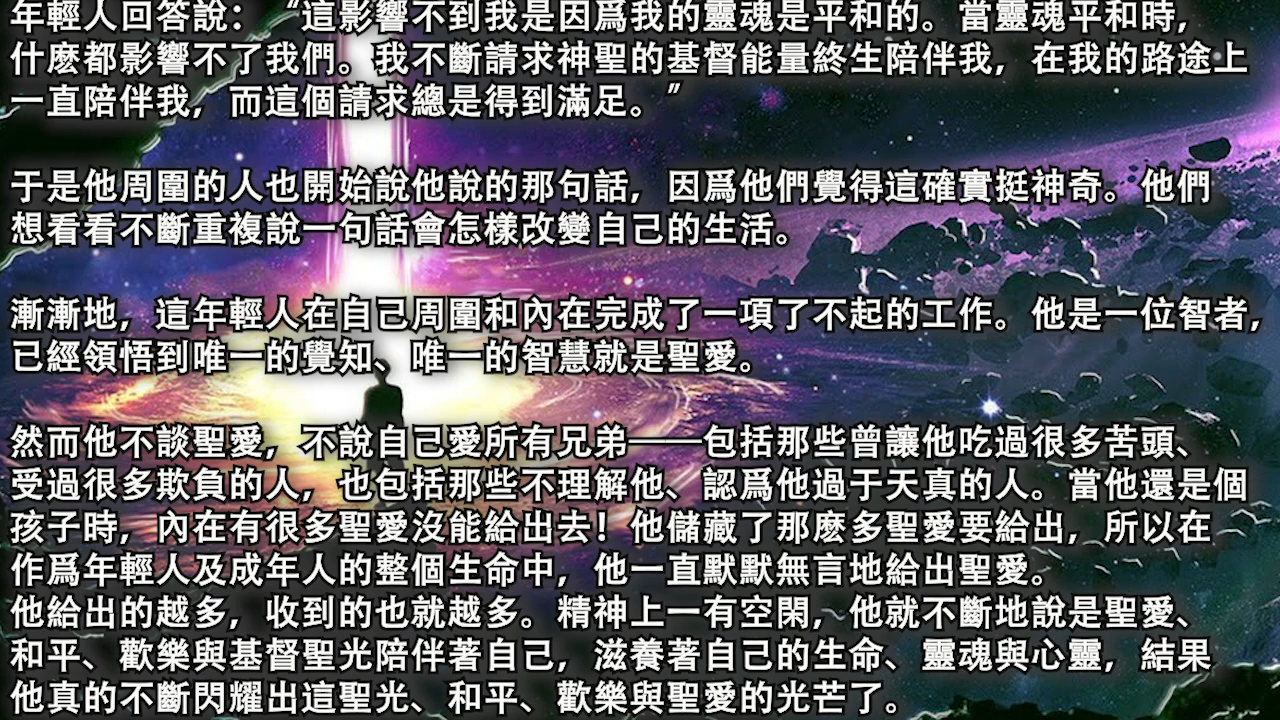 年輕人回答說：“這影響不到我是因爲我的靈魂是平和的。當靈魂平和時，
什麽都影響不了我們。我不斷請求神聖的基督能量終生陪伴我，在我的路途上
一直陪伴我，而這個請求總是得到滿足。”
于是他周圍的人也開始說他說的那句話，因爲他們覺得這確實挺神奇。他們
想看看不斷重複說一句話會怎樣改變自己的生活。
漸漸地，這年輕人在自己周圍和內在完成了一項了不起的工作。他是一位智者，
已經領悟到唯一的覺知、唯一的智慧就是聖愛。
然而他不談聖愛，不說自己愛所有兄弟——包括那些曾讓他吃過很多苦頭、
受過很多欺負的人，也包括那些不理解他、認爲他過于天真的人。當他還是個
孩子時，內在有很多聖愛沒能給出去！他儲藏了那麽多聖愛要給出，所以在
作爲年輕人及成年人的整個生命中，他一直默默無言地給出聖愛。
他給出的越多，收到的也就越多。精神上一有空閑，他就不斷地說是聖愛、
和平、歡樂與基督聖光陪伴著自己，滋養著自己的生命、靈魂與心靈，結果
他真的不斷閃耀出這聖光、和平、歡樂與聖愛的光芒了。